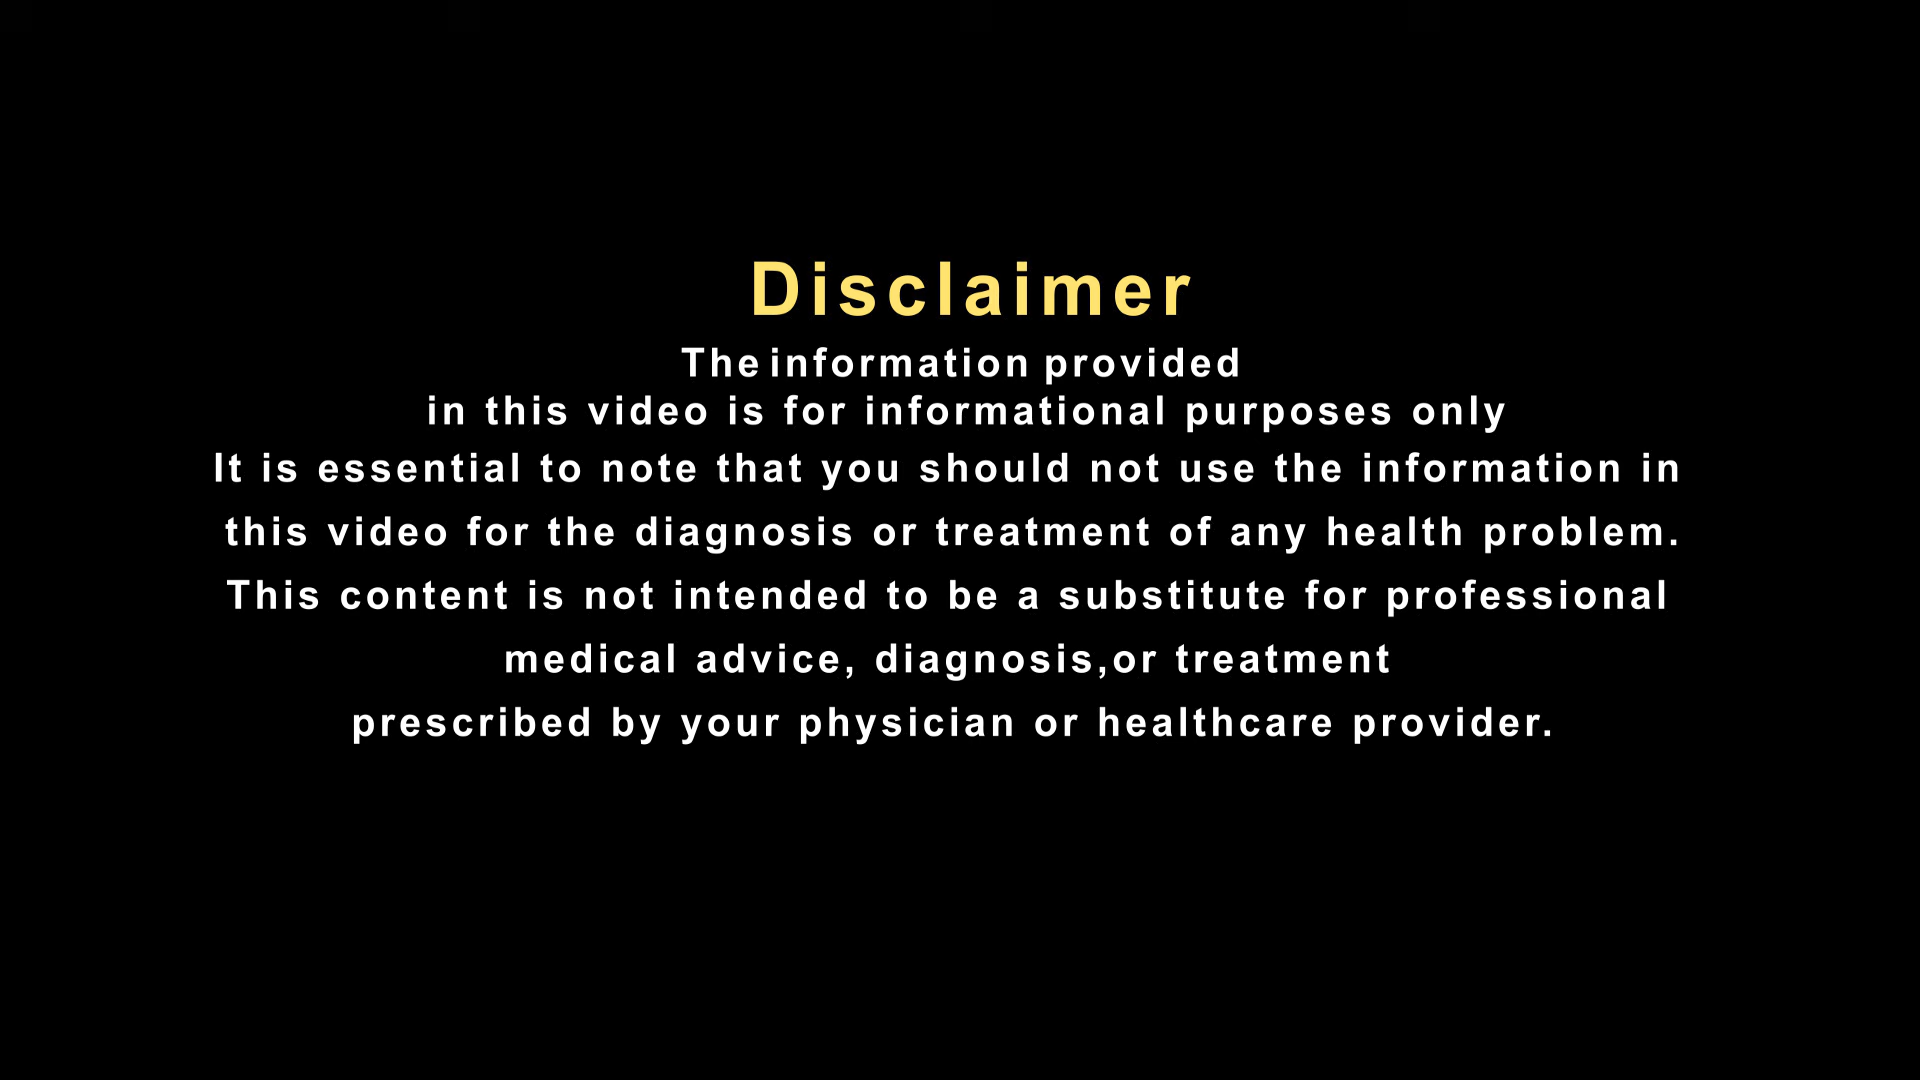 Disclaimer
The information provided
in this video is for informational purposes only
It is essential to note that you should not use the information in
this video for the diagnosis or treatment of any health problem.
This content is not intended to be a substitute for professional
medical advice, diagnosis,or treatment
prescribed by your physician or healthcare provider.